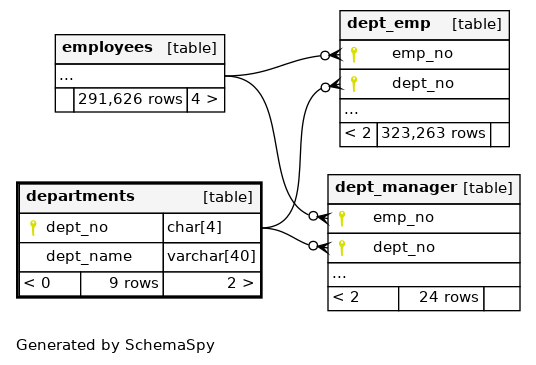 employees [table]
...
291,626 rows 4 >
dept_emp [table]
emp_no
dept_no
...
< 2 323,263 rows
departments [table]
dept_no char[4]
dept_name varchar[40]
< 0 9 rows 2 >
dept_manager [table]
emp_no
dept_no
...
< 2 24 rows
Generated by SchemaSpy